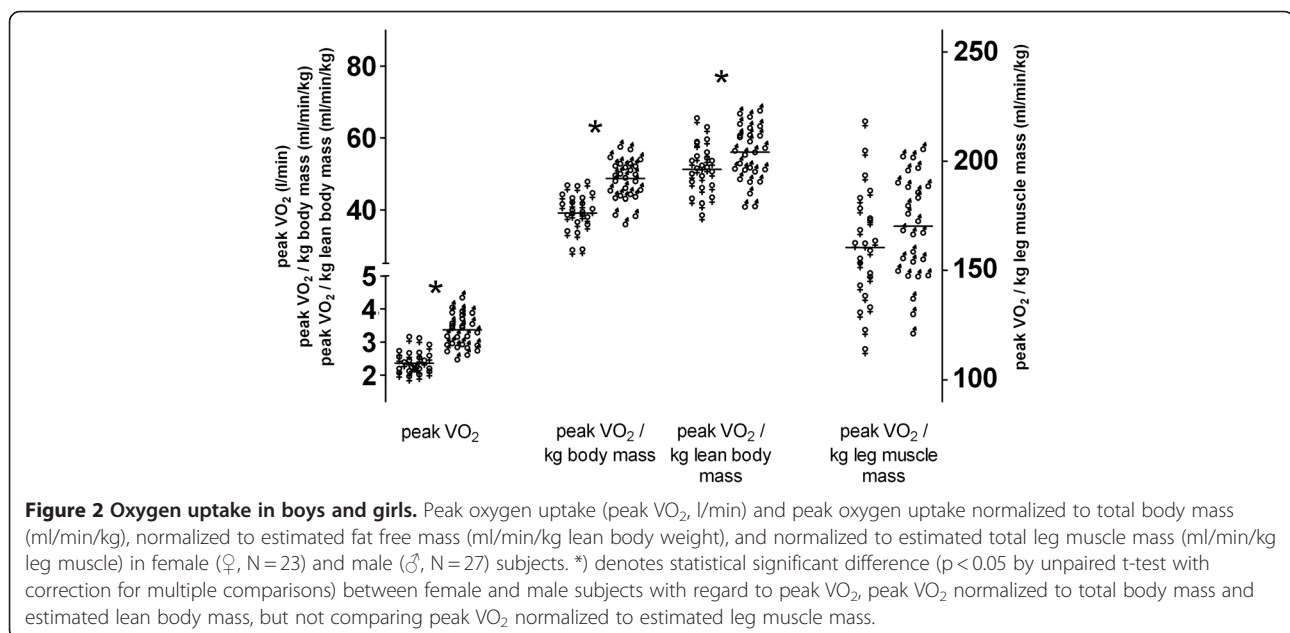 peak VO2 (l/min)
peak VO2 / kg body mass (ml/min/kg)
peak VO2 / kg lean body mass (ml/min/kg)
80
60
40
5
4
3
2
*
*
*
250
200
150
100
peak VO2 / kg leg muscle mass (ml/min/kg)
peak VO2
peak VO2 /
kg body mass
peak VO2 /
kg lean body
mass
peak VO2 /
kg leg muscle
mass
Figure 2 Oxygen uptake in boys and girls. Peak oxygen uptake (peak VO2, l/min) and peak oxygen uptake normalized to total body mass
(ml/min/kg), normalized to estimated fat free mass (ml/min/kg lean body weight), and normalized to estimated total leg muscle mass (ml/min/kg
leg muscle) in female (♀, N = 23) and male (♂, N = 27) subjects. *) denotes statistical significant difference (p < 0.05 by unpaired t-test with
correction for multiple comparisons) between female and male subjects with regard to peak VO2, peak VO2 normalized to total body mass and
estimated lean body mass, but not comparing peak VO2 normalized to estimated leg muscle mass.